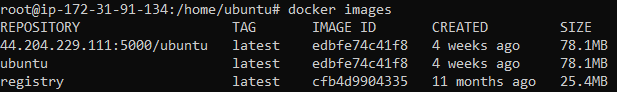 root@ip-172-31-91-134:/home/ubuntu# docker images
REPOSITORY TAG IMAGE ID CREATED SIZE
44.204.229.111:5000/ubuntu latest edbfe74c41f8 4 weeks ago 78.1MB
ubuntu latest edbfe74c41f8 4 weeks ago 78.1MB
registry latest cfb4d9904335 11 months ago 25.4MB